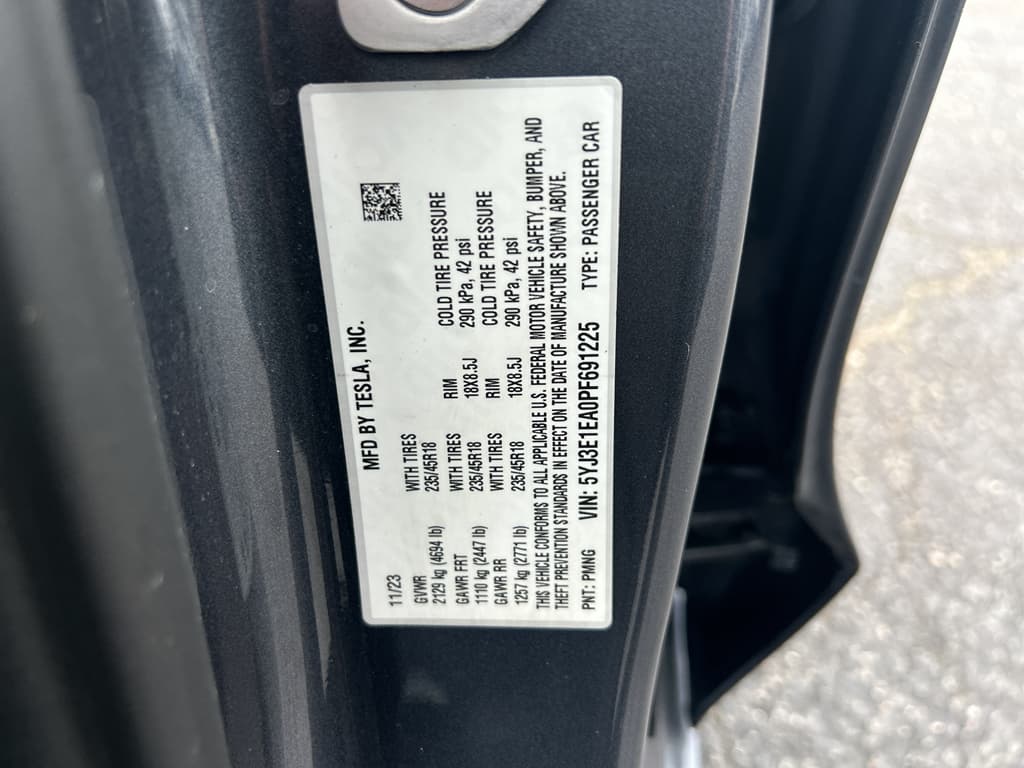 MFD BY TESLA, INC.
11/23
GVWR WITH TIRES
2129 kg (4694 lb) 235/45R18
GAWR FRT WITH TIRES RIM COLD TIRE PRESSURE
1110 kg (2447 lb) 235/45R18 18X8.5J 290 kPa, 42 psi
GAWR RR WITH TIRES RIM COLD TIRE PRESSURE
1257 kg (2771 lb) 235/45R18 18X8.5J 290 kPa, 42 psi
THIS VEHICLE CONFORMS TO ALL APPLICABLE U.S. FEDERAL MOTOR VEHICLE SAFETY, BUMPER, AND
THEFT PREVENTION STANDARDS IN EFFECT ON THE DATE OF MANUFACTURE SHOWN ABOVE.
PNT: PMNG VIN: 5YJ3E1EA0PF691225 TYPE: PASSENGER CAR